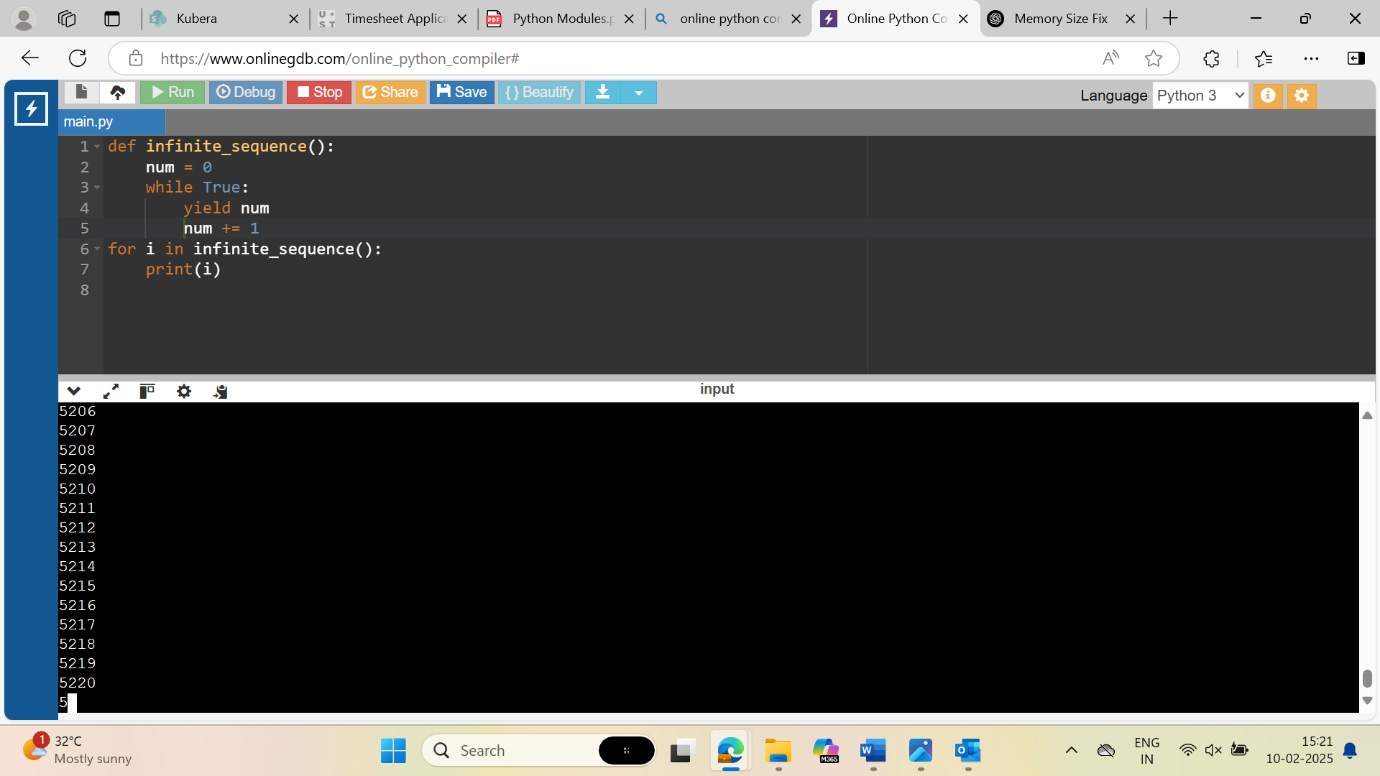 Kubera
Timesheet Applica
Python Modules.p
online python con
Online Python Co
Memory Size Fix
https://www.onlinegdb.com/online_python_compiler#
Run
Debug
Stop
Share
Save
{ } Beautify
Language
Python 3
main.py
1 def infinite_sequence():
2     num = 0
3     while True:
4         yield num
5         num += 1
6 for i in infinite_sequence():
7     print(i)
8
input
5206
5207
5208
5209
5210
5211
5212
5213
5214
5215
5216
5217
5218
5219
5220
5
1
32°C
Mostly sunny
Search
M365
ENG
IN
15:21
10-02-2025